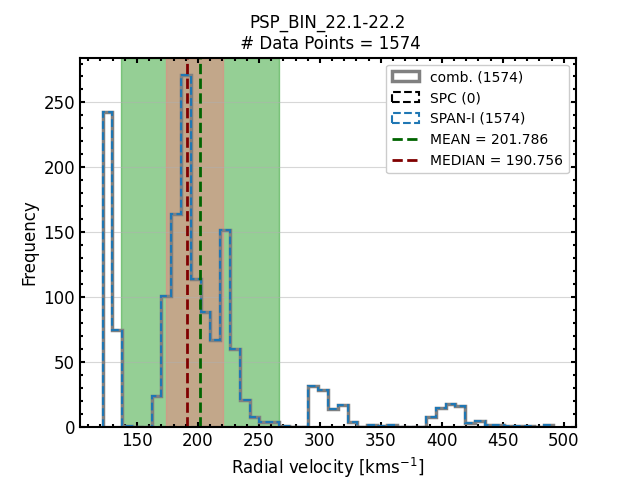 PSP_BIN_22.1-22.2
# Data Points = 1574
comb. (1574)
SPC (0)
SPAN-I (1574)
MEAN = 201.786
MEDIAN = 190.756
Frequency
250
200
150
100
50
0
150 200 250 300 350 400 450 500
Radial velocity [kms⁻¹]